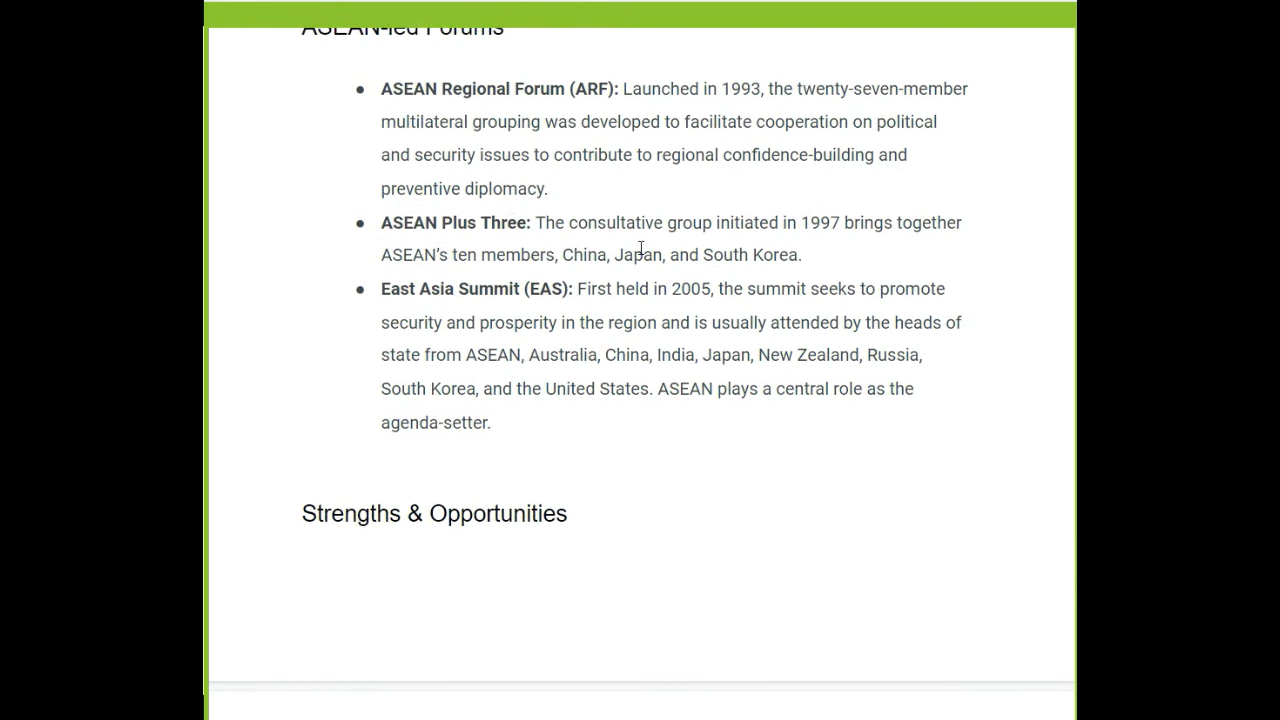 ASEAN-led Forums
● ASEAN Regional Forum (ARF): Launched in 1993, the twenty-seven-member
multilateral grouping was developed to facilitate cooperation on political
and security issues to contribute to regional confidence-building and
preventive diplomacy.
● ASEAN Plus Three: The consultative group initiated in 1997 brings together
ASEAN’s ten members, China, Japan, and South Korea.
● East Asia Summit (EAS): First held in 2005, the summit seeks to promote
security and prosperity in the region and is usually attended by the heads of
state from ASEAN, Australia, China, India, Japan, New Zealand, Russia,
South Korea, and the United States. ASEAN plays a central role as the
agenda-setter.
Strengths & Opportunities